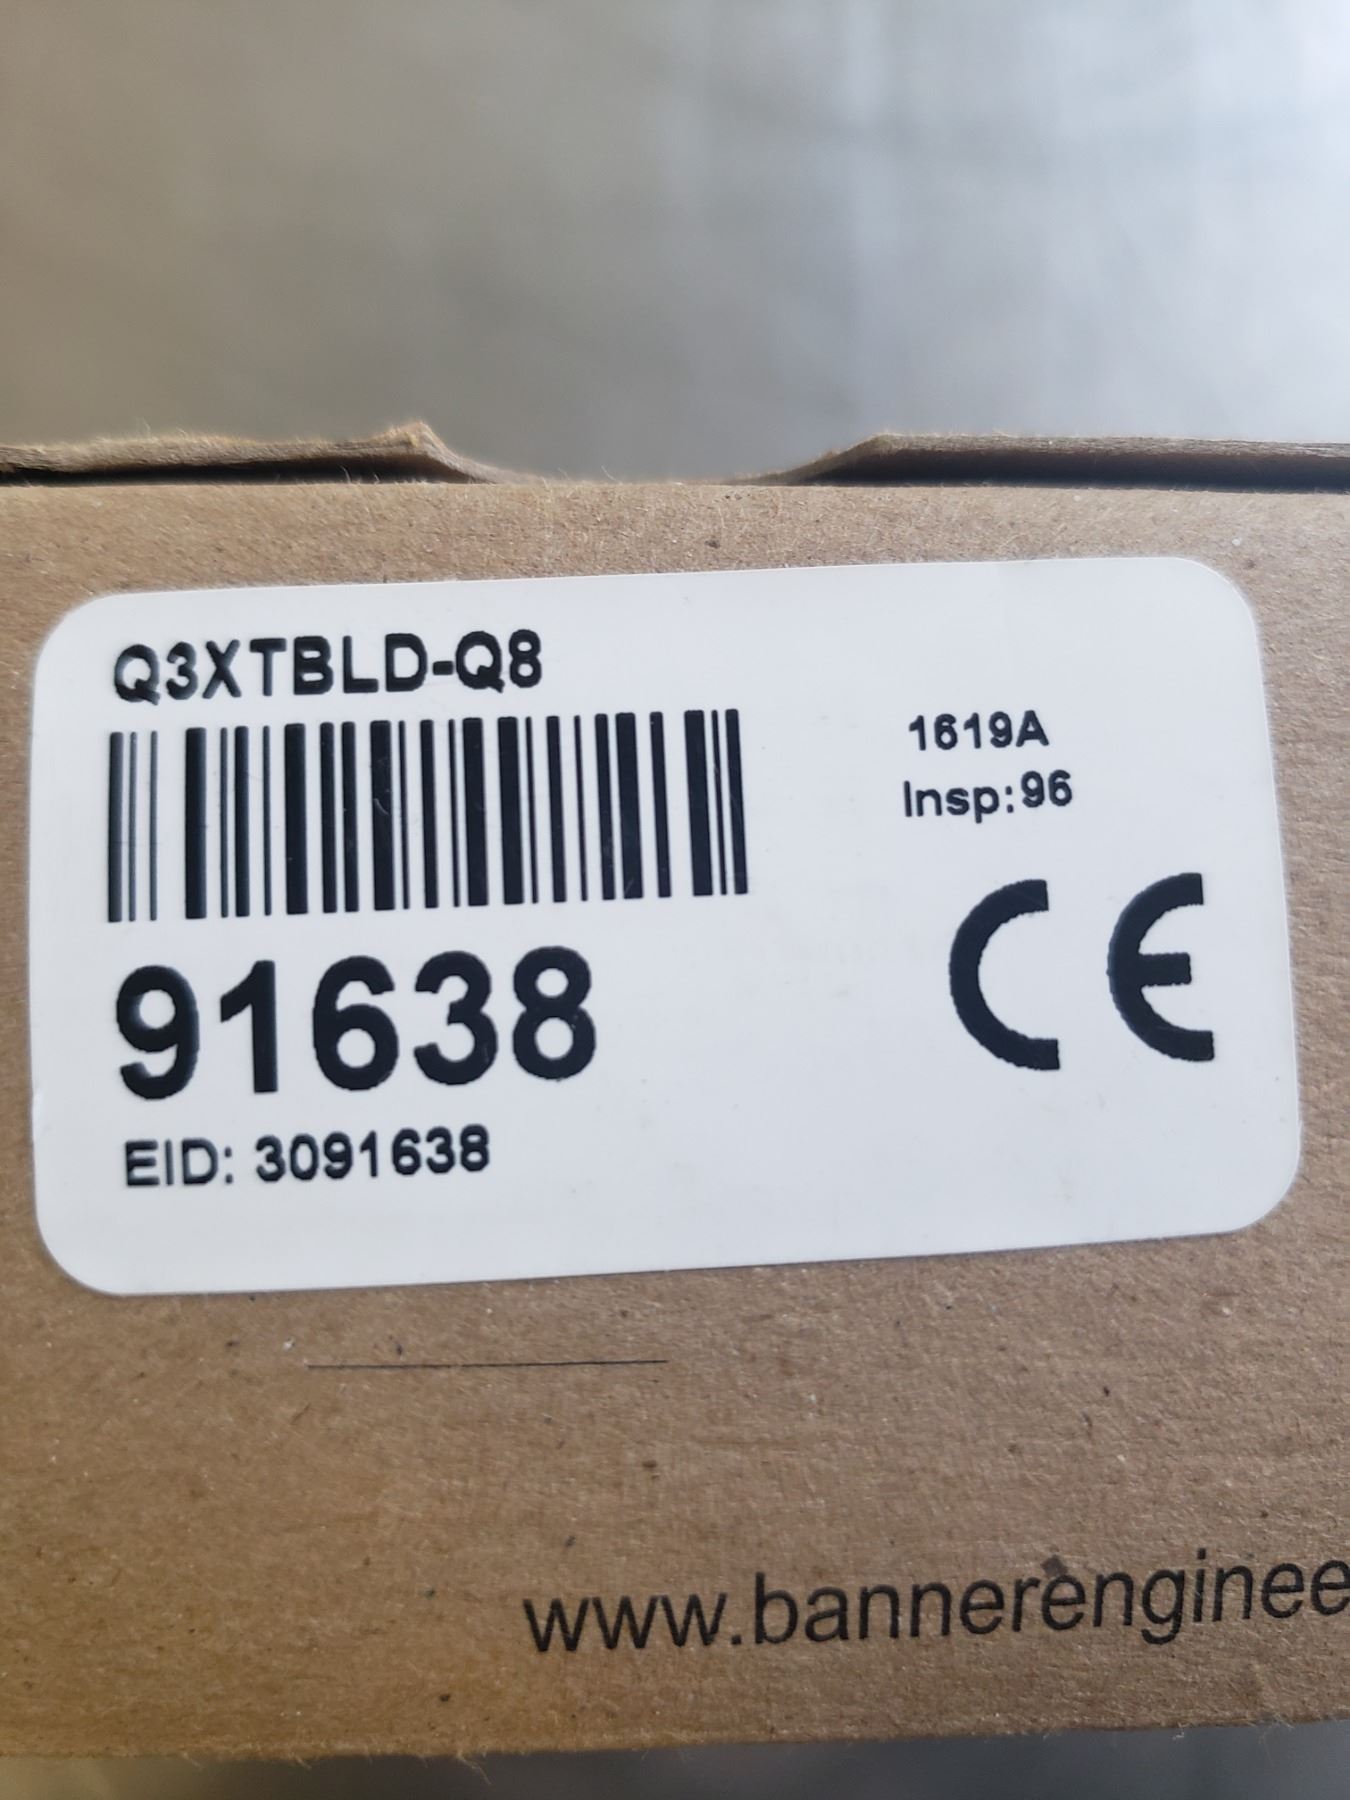 Q3XTBLD-Q8
1619A
Insp:96
91638
CE
EID: 3091638
www.bannerenginee